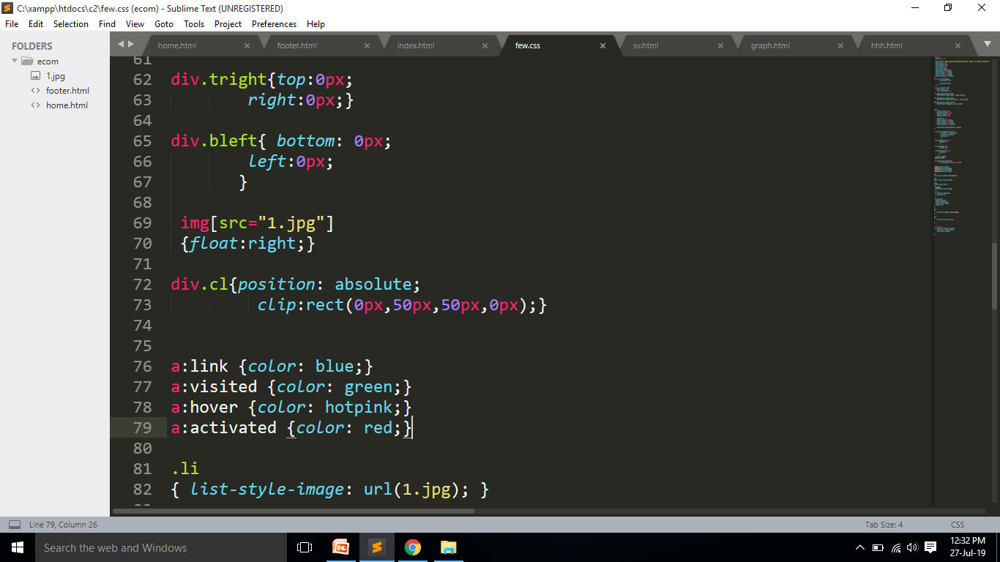 C:\xampp\htdocs\c2\few.css (ecom) - Sublime Text (UNREGISTERED)
File Edit Selection Find View Goto Tools Project Preferences Help
FOLDERS
ecom
1.jpg
footer.html
home.html
home.html footer.html index.html few.css sv.html graph.html hhh.html
61
62 div.tright{top:0px;
63 right:0px;}
64
65 div.bleft{ bottom: 0px;
66 left:0px;
67 }
68
69 img[src="1.jpg"]
70 {float:right;}
71
72 div.cl{position: absolute;
73 clip:rect(0px,50px,50px,0px);}
74
75
76 a:link {color: blue;}
77 a:visited {color: green;}
78 a:hover {color: hotpink;}
79 a:activated {color: red;}
80
81 .li
82 { list-style-image: url(1.jpg); }
Line 79, Column 26 Tab Size: 4 CSS
Search the web and Windows
12:32 PM
27-Jul-19